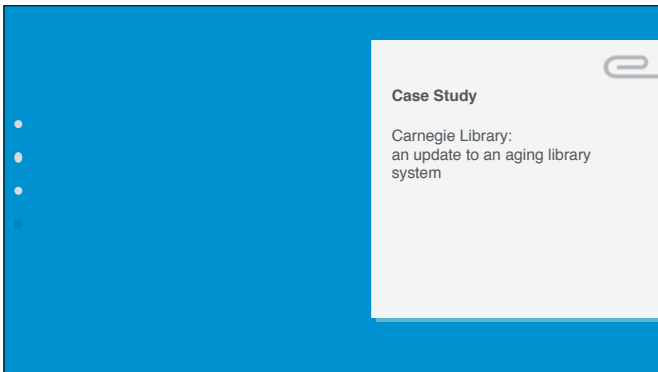 Case Study
Carnegie Library:
an update to an aging library
system